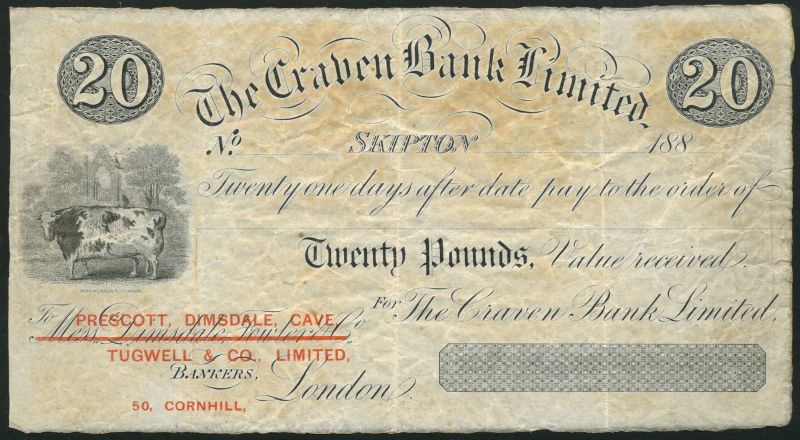 20 The Craven Bank Limited, 20
No. SKIPTON 188
Twenty one days after date pay to the order of
Twenty Pounds, Value received.
For The Craven Bank Limited,
To Mess. Dimsdale, Fowler & Co.
PRESCOTT, DIMSDALE, CAVE,
TUGWELL & CO., LIMITED,
BANKERS, London.
50, CORNHILL,